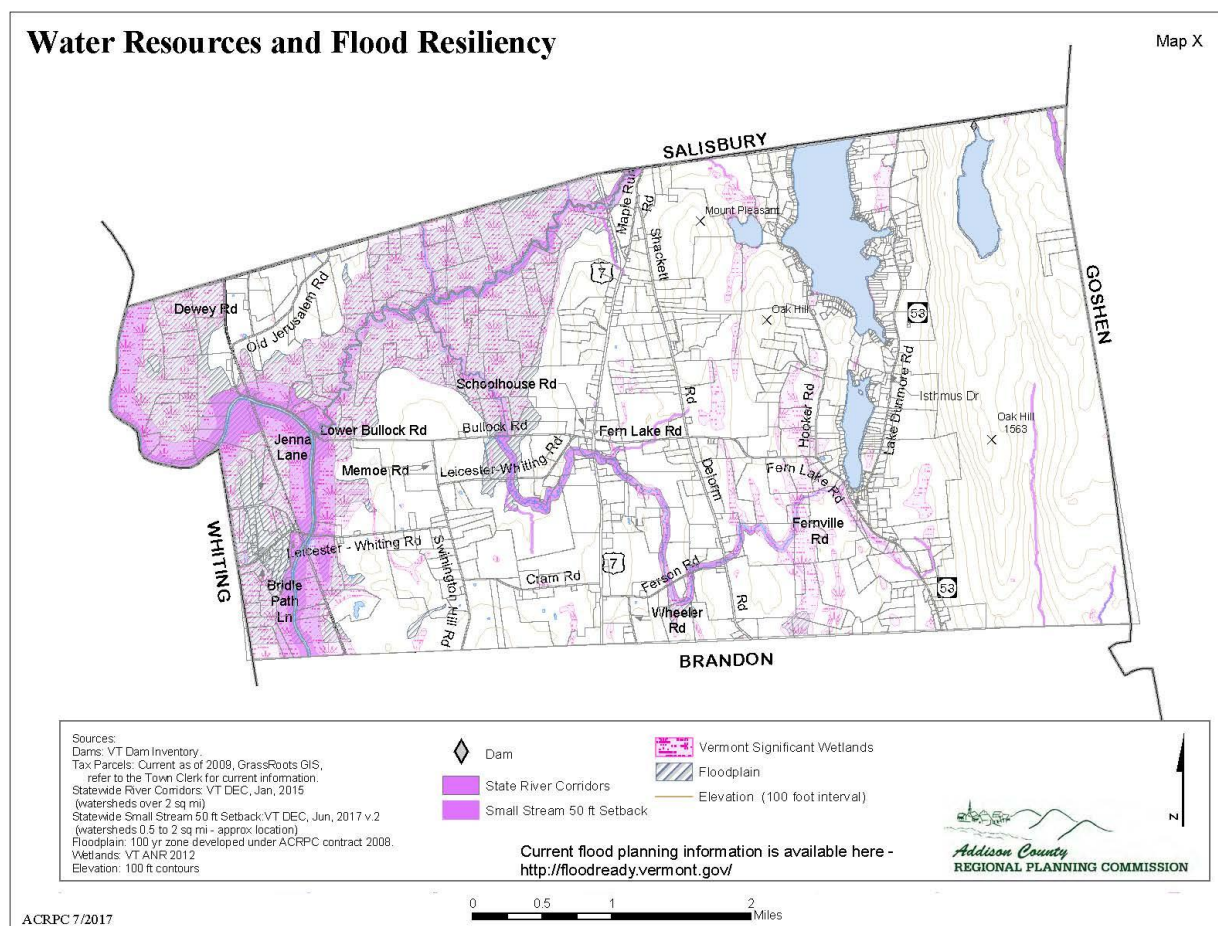 Water Resources and Flood Resiliency
Map X
SALISBURY
Maple Run
Rd
Shackett
Mount Pleasant
7
GOSHEN
Dewey Rd
Old Jerusalem Rd
Oak Hill
53
Schoolhouse Rd
Lake Dunmore Rd
Isthmus Dr
Rd
Hooker Rd
Oak Hill
1563
Lower Bullock Rd
Bullock Rd
Fern Lake Rd
Jenna
Lane
Memoe Rd
Leicester-Whiting Rd
Delorm
Fern Lake Rd
WHITING
Fernville
Rd
Leicester - Whiting Rd
Swinington Hill Rd
7
Cram Rd
Ferson Rd
53
Bridle
Path
Ln
Wheeler
Rd
Rd
BRANDON
Sources:
Dams: VT Dam Inventory.
Tax Parcels: Current as of 2009, GrassRoots GIS,
refer to the Town Clerk for current information.
Statewide River Corridors: VT DEC, Jan, 2015
(watersheds over 2 sq mi)
Statewide Small Stream 50 ft Setback:VT DEC, Jun, 2017 v.2
(watersheds 0.5 to 2 sq mi - approx location)
Floodplain: 100 yr zone developed under ACRPC contract 2008.
Wetlands: VT ANR 2012
Elevation: 100 ft contours
Dam
State River Corridors
Small Stream 50 ft Setback
Vermont Significant Wetlands
Floodplain
Elevation (100 foot interval)
Current flood planning information is available here -
http://floodready.vermont.gov/
N
Addison County
REGIONAL PLANNING COMMISSION
0 0.5 1 2
Miles
ACRPC 7/2017